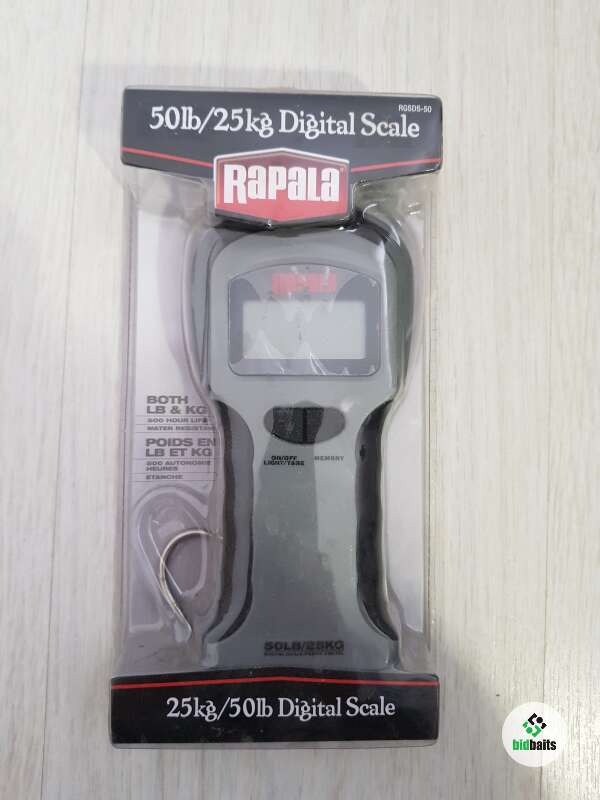 RGSDS-50
50lb/25kg Digital Scale
Rapala
Rapala
BOTH
LB & KG
500 HOUR LIFE
WATER RESISTANT
ON/OFF
LIGHT/TARE
MEMORY
POIDS EN
LB ET KG
500 AUTONOMIE
HEURES
ETANCHE
50LB/25KG
25kg/50lb Digital Scale
bidbaits